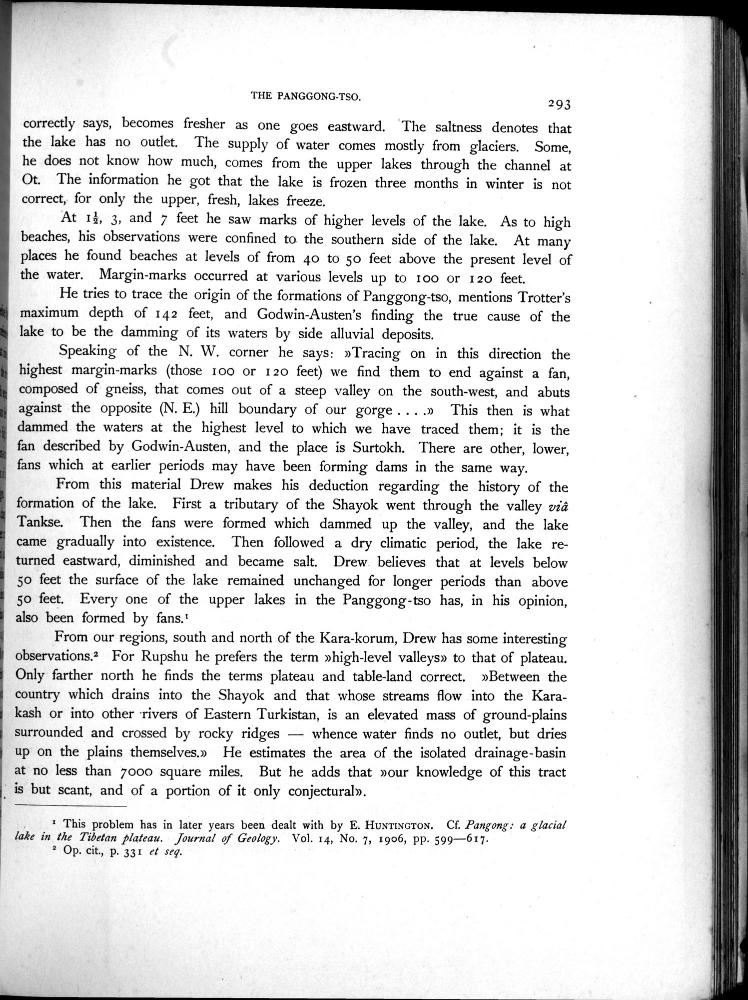 THE PANGGONG-TSO.
293
correctly says, becomes fresher as one goes eastward. The saltness denotes that
the lake has no outlet. The supply of water comes mostly from glaciers. Some,
he does not know how much, comes from the upper lakes through the channel at
Ot. The information he got that the lake is frozen three months in winter is not
correct, for only the upper, fresh, lakes freeze.
At 1½, 3, and 7 feet he saw marks of higher levels of the lake. As to high
beaches, his observations were confined to the southern side of the lake. At many
places he found beaches at levels of from 40 to 50 feet above the present level of
the water. Margin-marks occurred at various levels up to 100 or 120 feet.
He tries to trace the origin of the formations of Panggong-tso, mentions Trotter's
maximum depth of 142 feet, and Godwin-Austen's finding the true cause of the
lake to be the damming of its waters by side alluvial deposits.
Speaking of the N. W. corner he says: »Tracing on in this direction the
highest margin-marks (those 100 or 120 feet) we find them to end against a fan,
composed of gneiss, that comes out of a steep valley on the south-west, and abuts
against the opposite (N. E.) hill boundary of our gorge . . . .» This then is what
dammed the waters at the highest level to which we have traced them; it is the
fan described by Godwin-Austen, and the place is Surtokh. There are other, lower,
fans which at earlier periods may have been forming dams in the same way.
From this material Drew makes his deduction regarding the history of the
formation of the lake. First a tributary of the Shayok went through the valley viâ
Tankse. Then the fans were formed which dammed up the valley, and the lake
came gradually into existence. Then followed a dry climatic period, the lake re-
turned eastward, diminished and became salt. Drew believes that at levels below
50 feet the surface of the lake remained unchanged for longer periods than above
50 feet. Every one of the upper lakes in the Panggong-tso has, in his opinion,
also been formed by fans.¹
From our regions, south and north of the Kara-korum, Drew has some interesting
observations.² For Rupshu he prefers the term »high-level valleys» to that of plateau.
Only farther north he finds the terms plateau and table-land correct. »Between the
country which drains into the Shayok and that whose streams flow into the Kara-
kash or into other rivers of Eastern Turkistan, is an elevated mass of ground-plains
surrounded and crossed by rocky ridges — whence water finds no outlet, but dries
up on the plains themselves.» He estimates the area of the isolated drainage-basin
at no less than 7000 square miles. But he adds that »our knowledge of this tract
is but scant, and of a portion of it only conjectural».
¹ This problem has in later years been dealt with by E. HUNTINGTON. Cf. Pangong: a glacial
lake in the Tibetan plateau. Journal of Geology. Vol. 14, No. 7, 1906, pp. 599—617.
² Op. cit., p. 331 et seq.